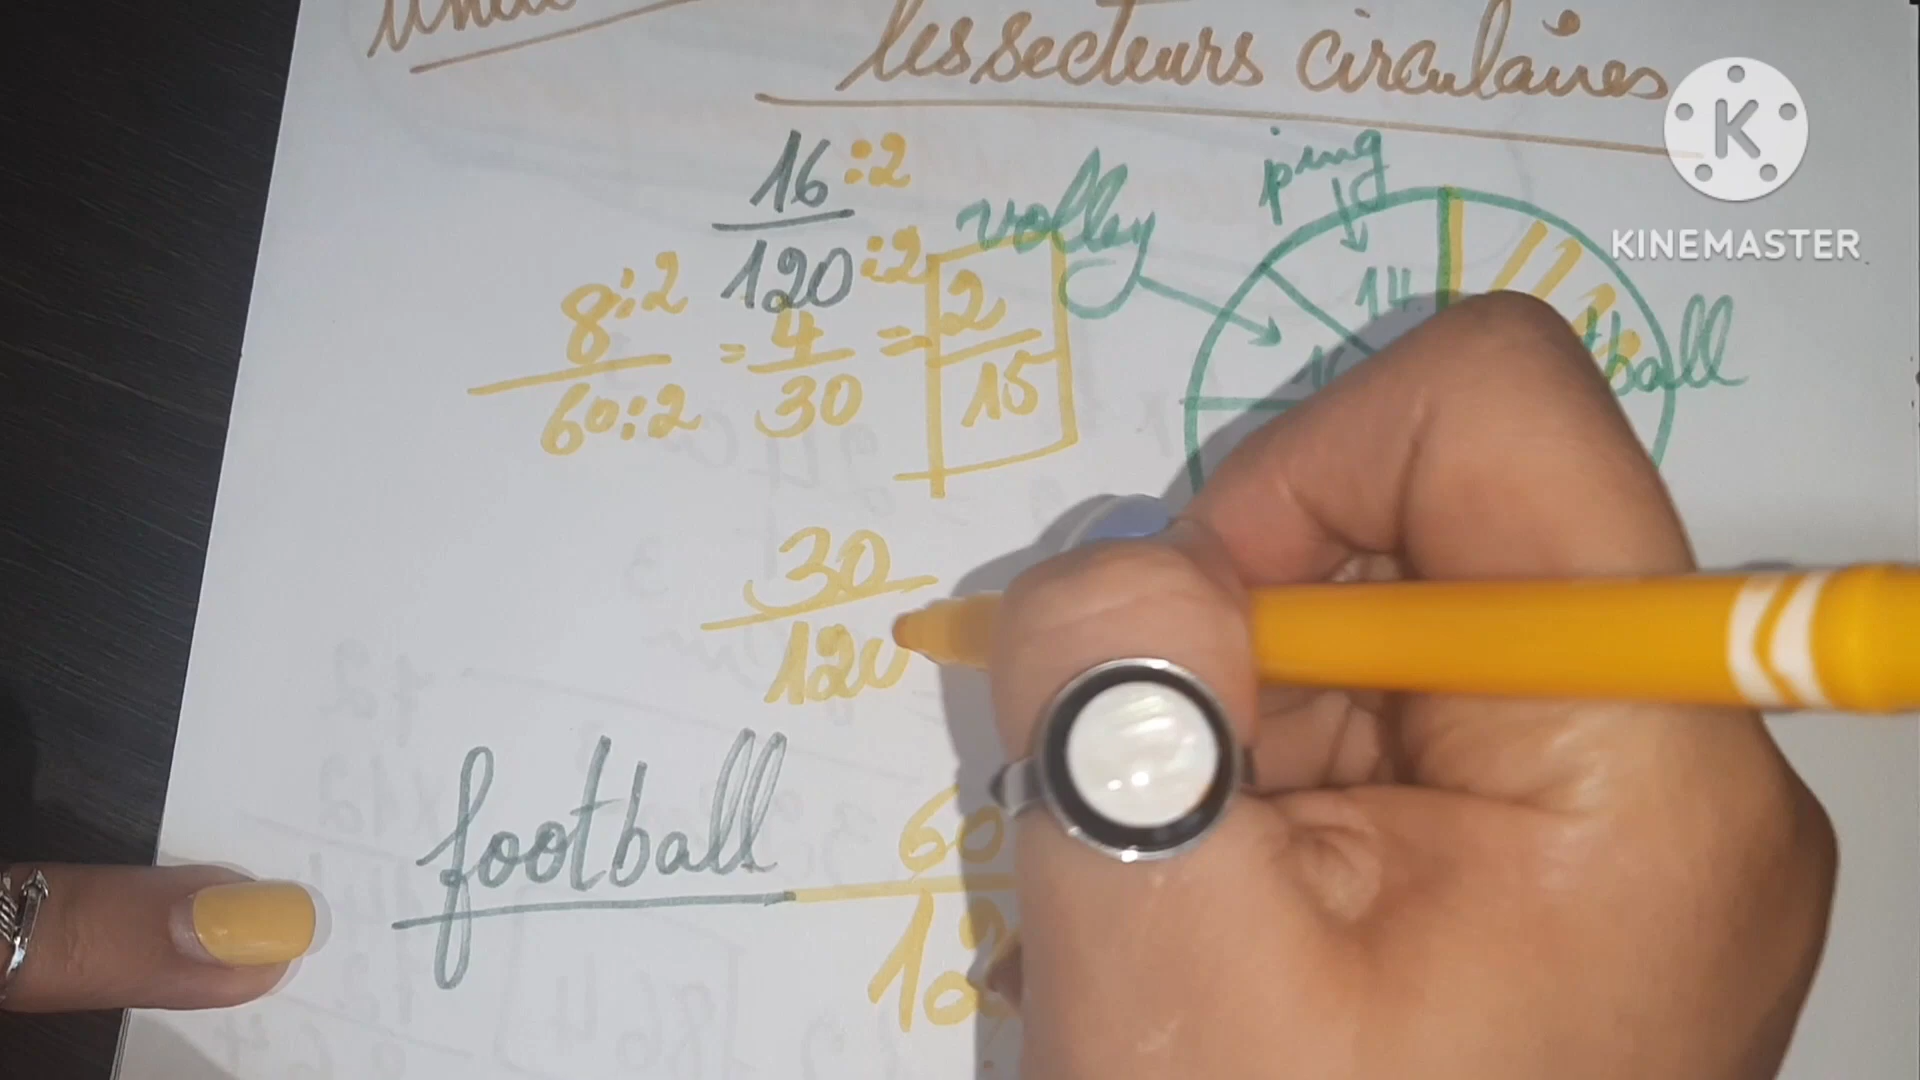 les secteurs circulaires
16 :2
120 :2
8 :2
60 :2
= 4
30
= 2
15
volley
ping
14
football
30
120
football
60
KINEMASTER